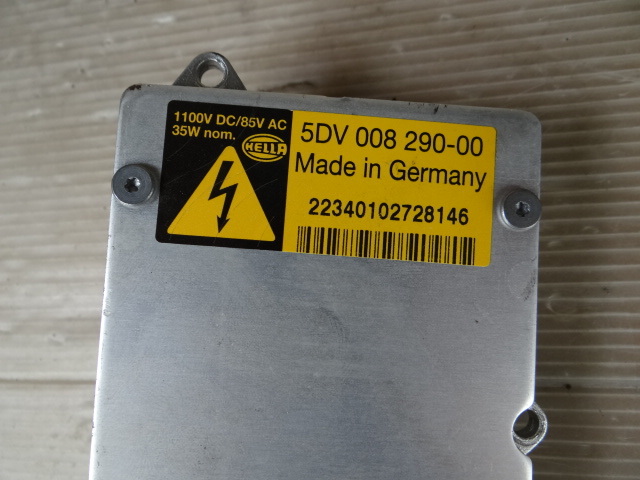 1100V DC/85V AC
35W nom.
HELLA
5DV 008 290-00
Made in Germany
22340102728146